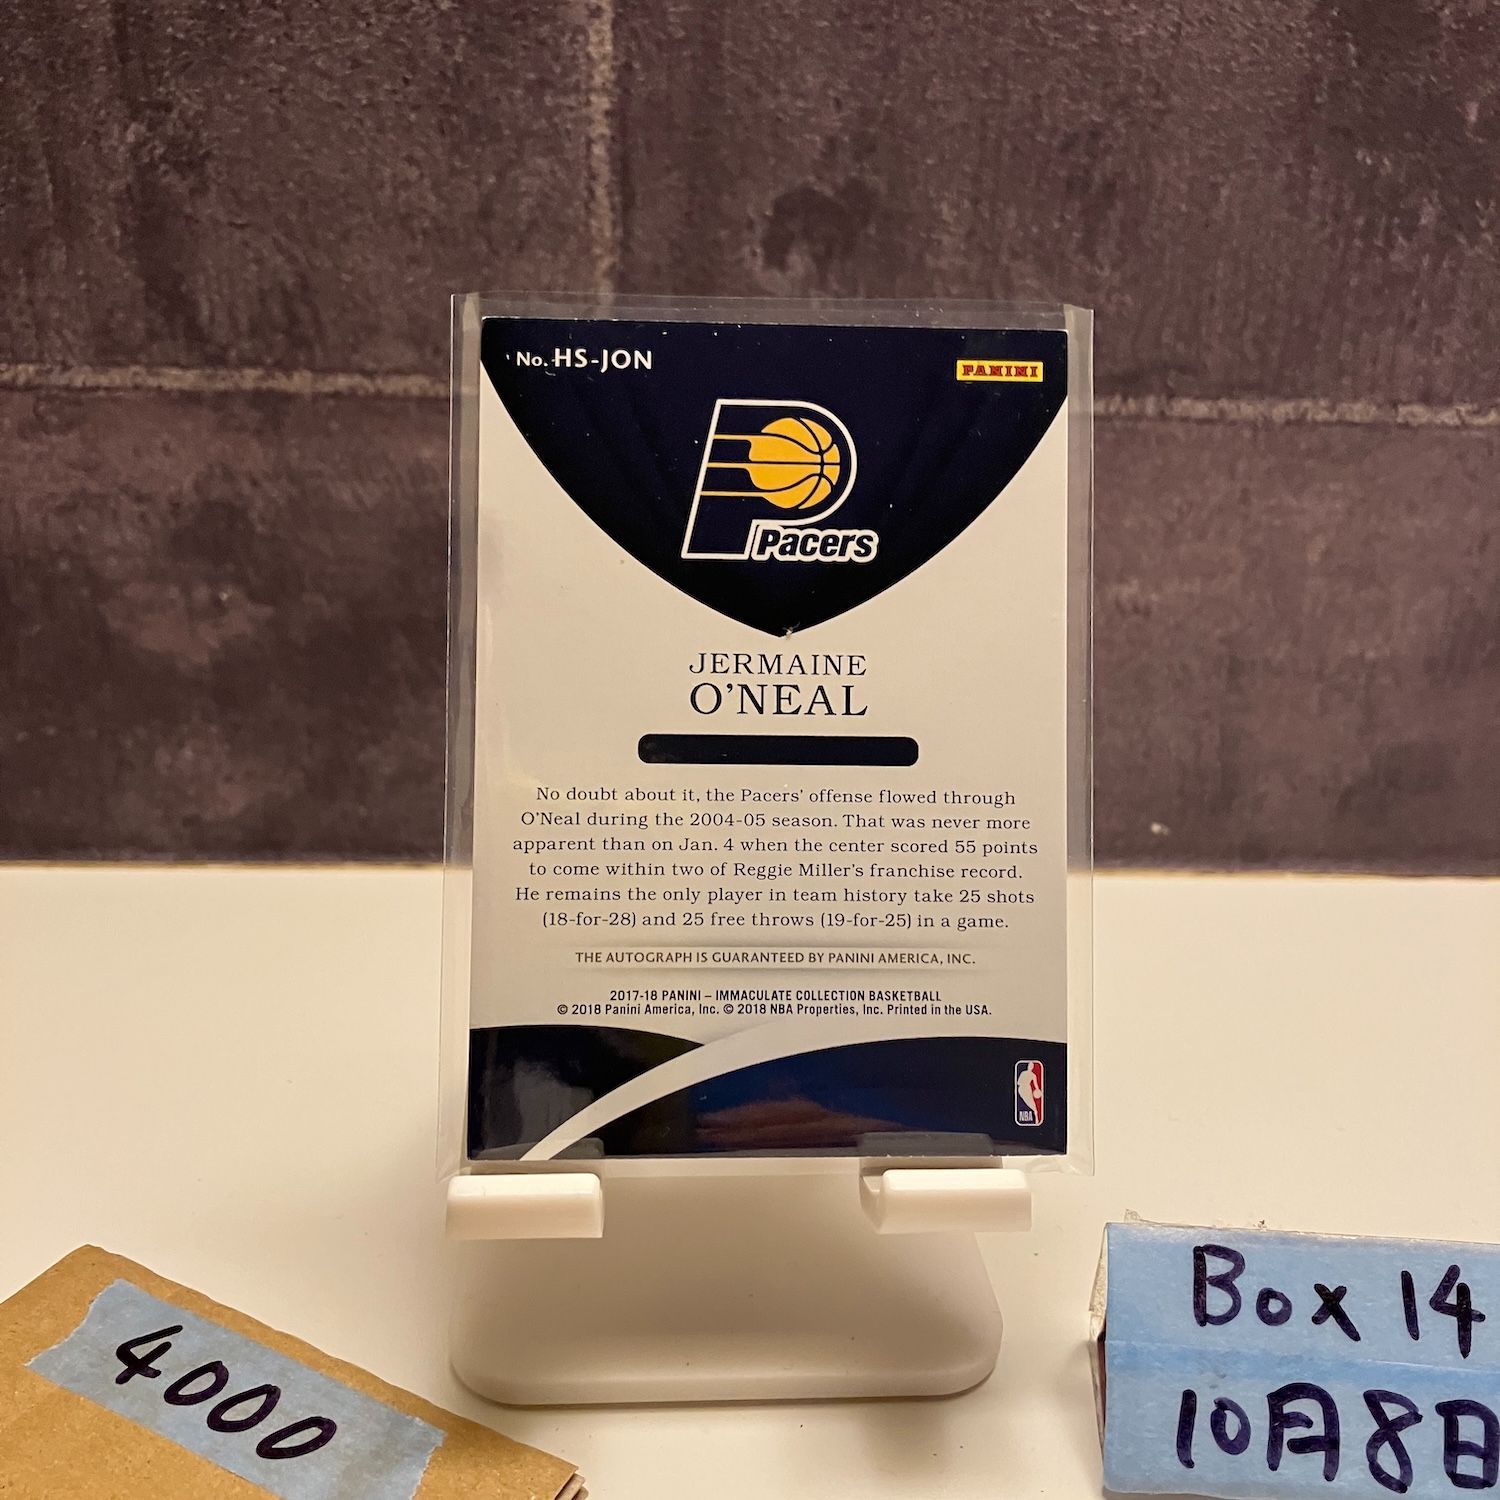 No. HS-JON
PANINI
Pacers
JERMAINE
O'NEAL
No doubt about it, the Pacers' offense flowed through
O'Neal during the 2004-05 season. That was never more
apparent than on Jan. 4 when the center scored 55 points
to come within two of Reggie Miller's franchise record.
He remains the only player in team history take 25 shots
(18-for-28) and 25 free throws (19-for-25) in a game.
THE AUTOGRAPH IS GUARANTEED BY PANINI AMERICA, INC.
2017-18 PANINI – IMMACULATE COLLECTION BASKETBALL
© 2018 Panini America, Inc. © 2018 NBA Properties, Inc. Printed in the USA.
NBA
4000
Box 14
10月8日